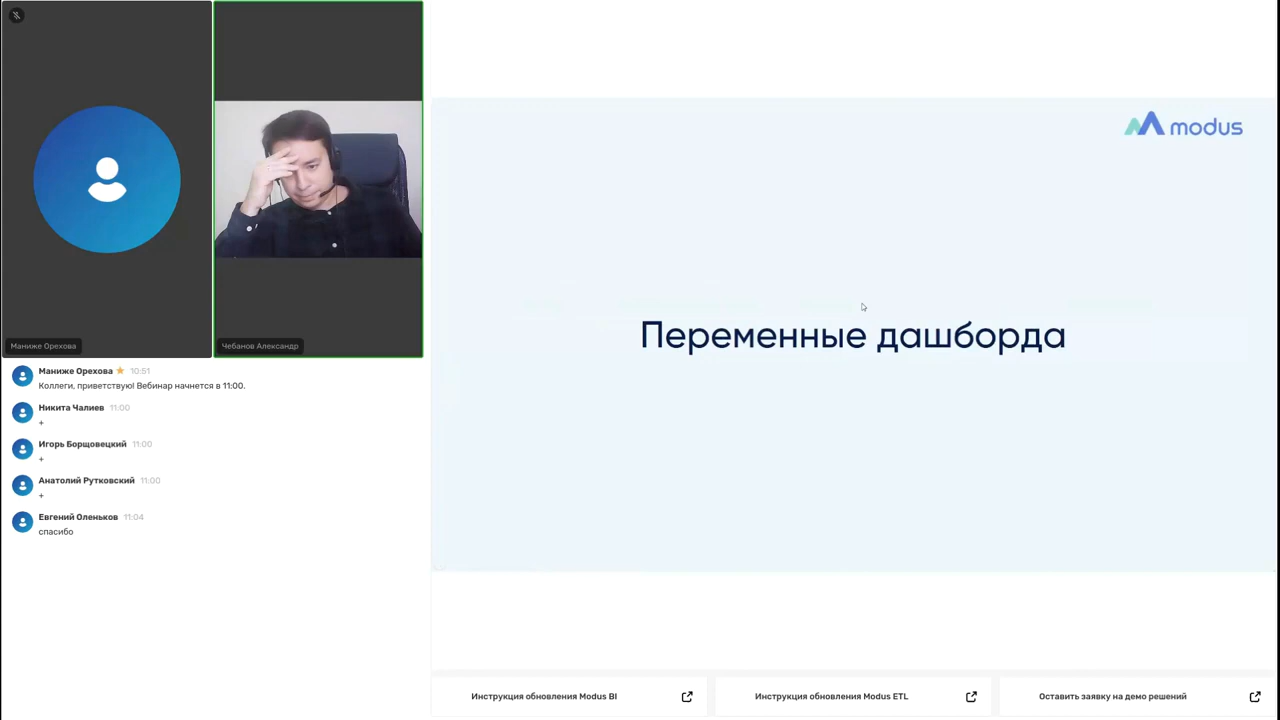 Маниже Орехова
Чебанов Александр
Маниже Орехова 10:51
Коллеги, приветствую! Вебинар начнется в 11:00.
Никита Чалиев 11:00
+
Игорь Борщовецкий 11:00
+
Анатолий Рутковский 11:00
+
Евгений Оленьков 11:04
спасибо
modus
Переменные дашборда
Инструкция обновления Modus BI
Инструкция обновления Modus ETL
Оставить заявку на демо решений